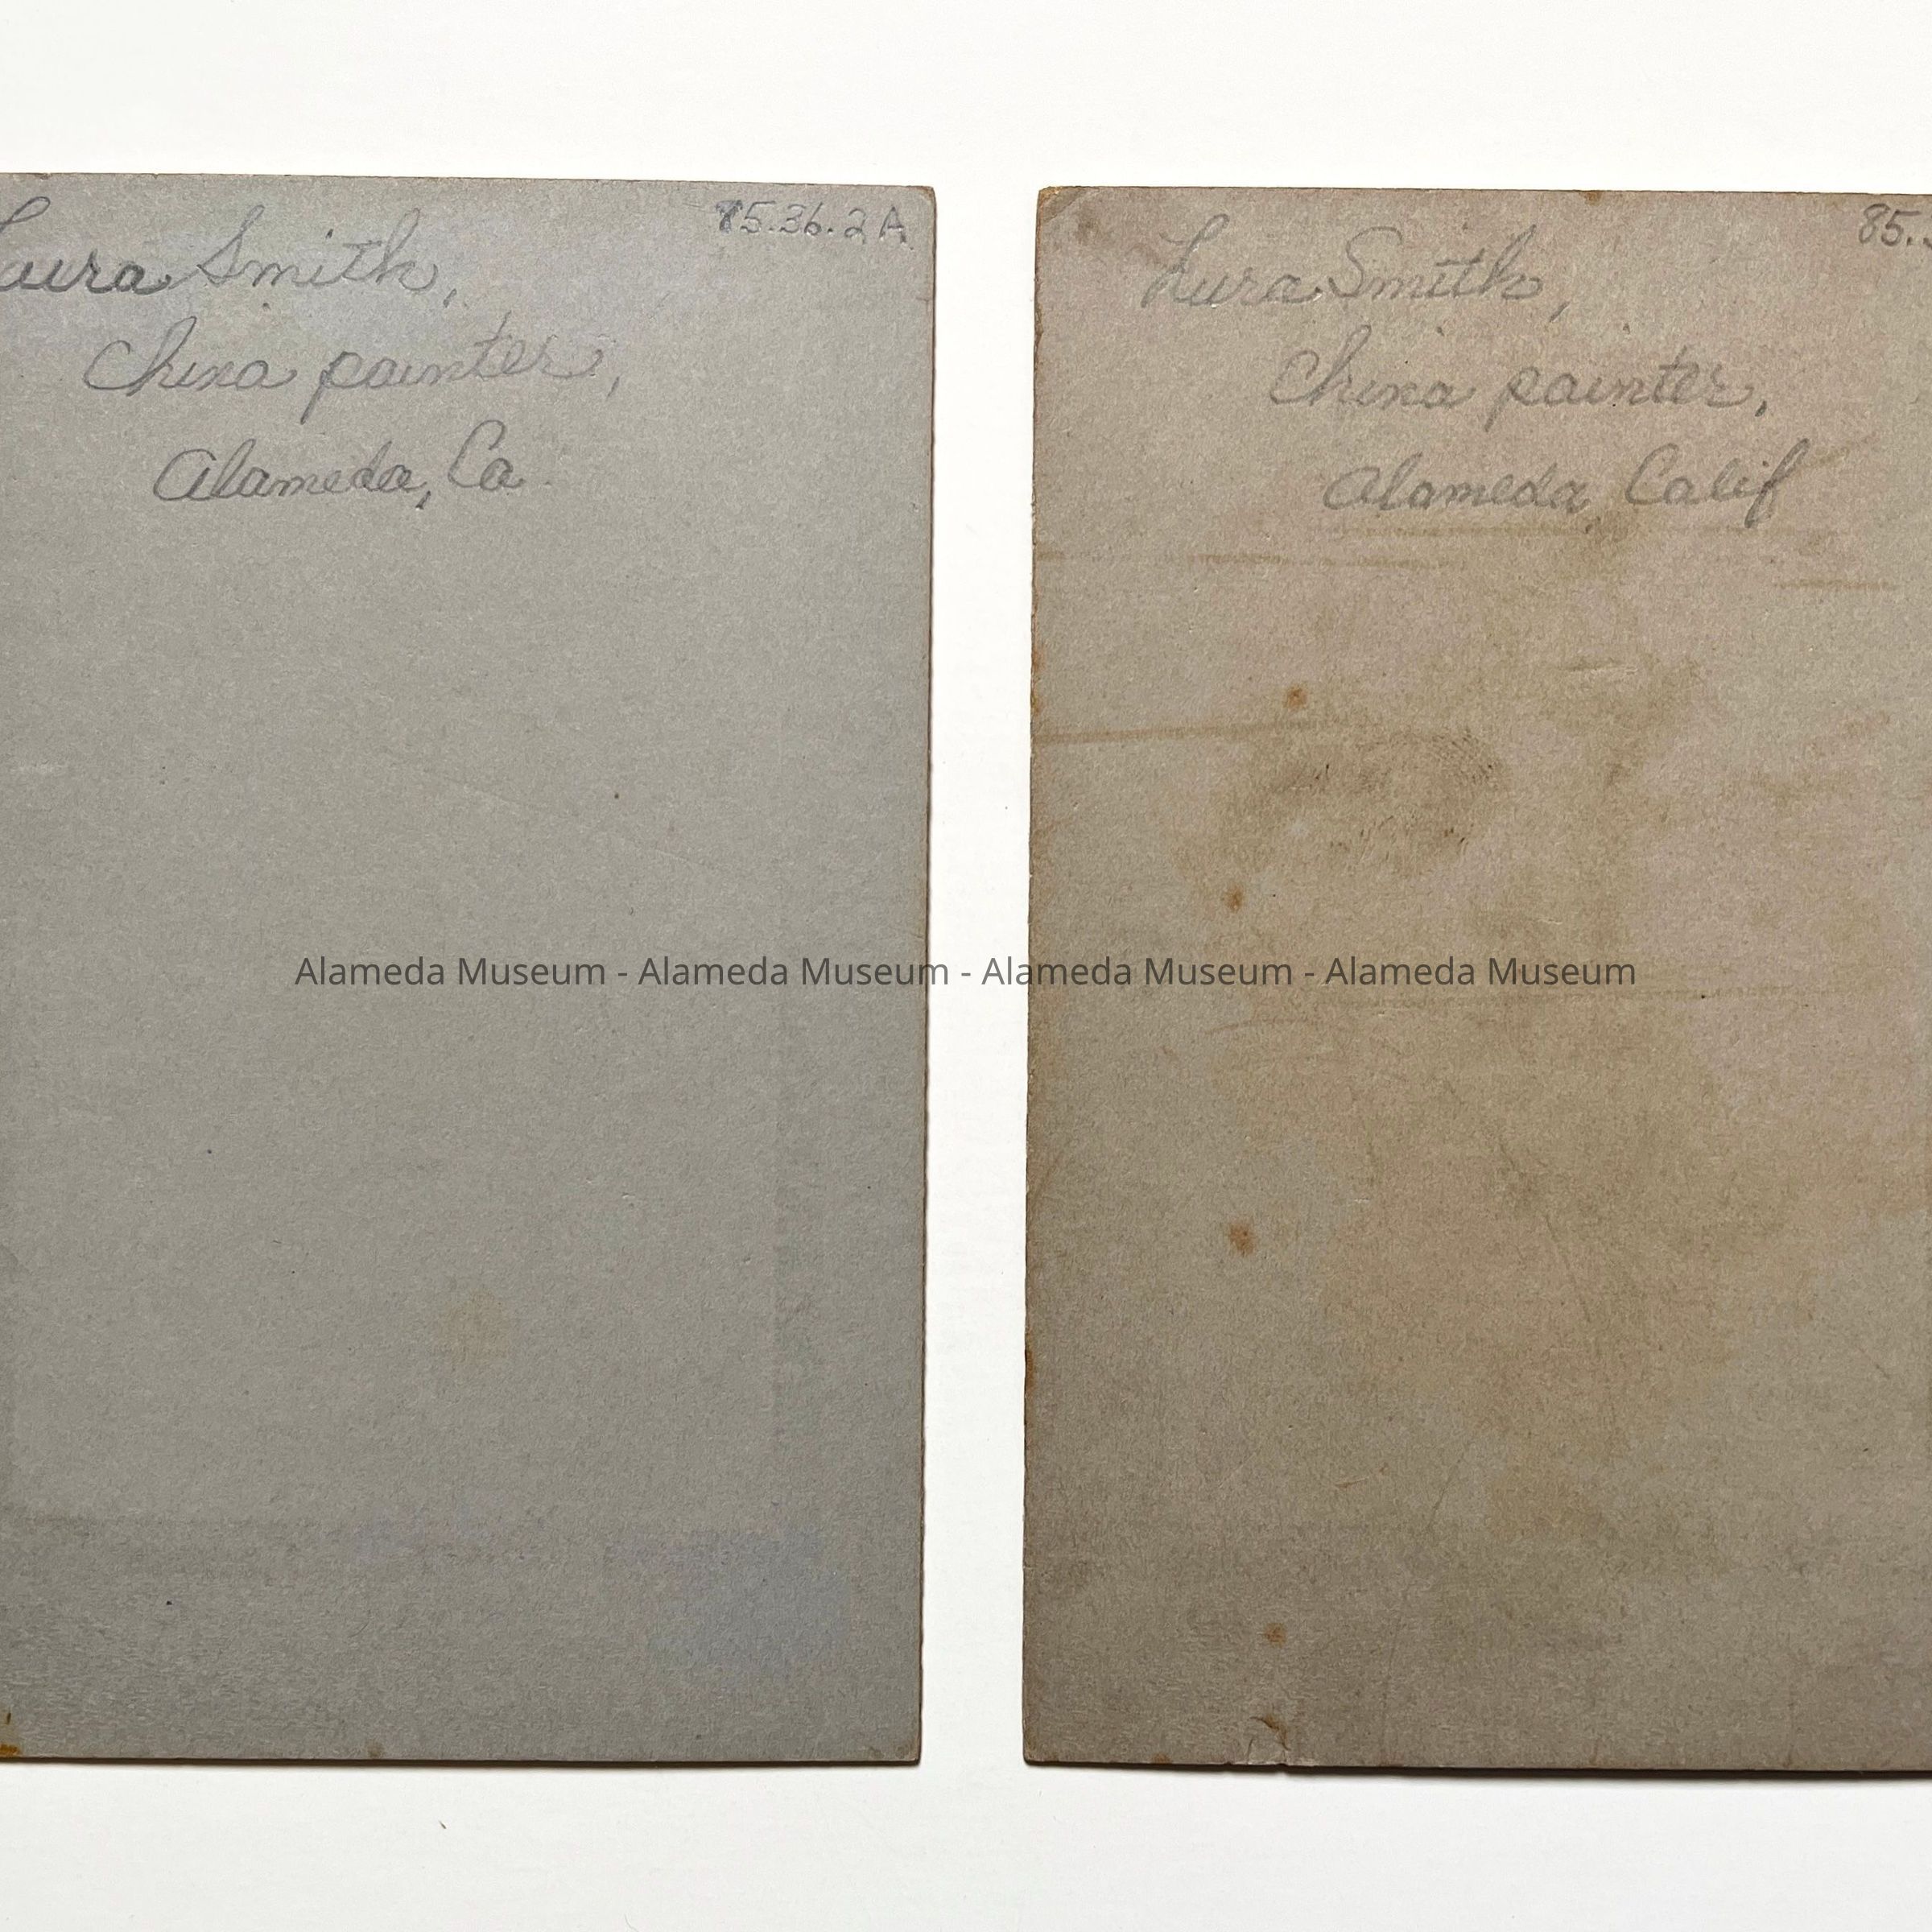 85.36.2A
Laura Smith,
China painter,
Alameda, Ca
85.
Lura Smith,
China painter,
Alameda, Calif
Alameda Museum - Alameda Museum - Alameda Museum - Alameda Museum